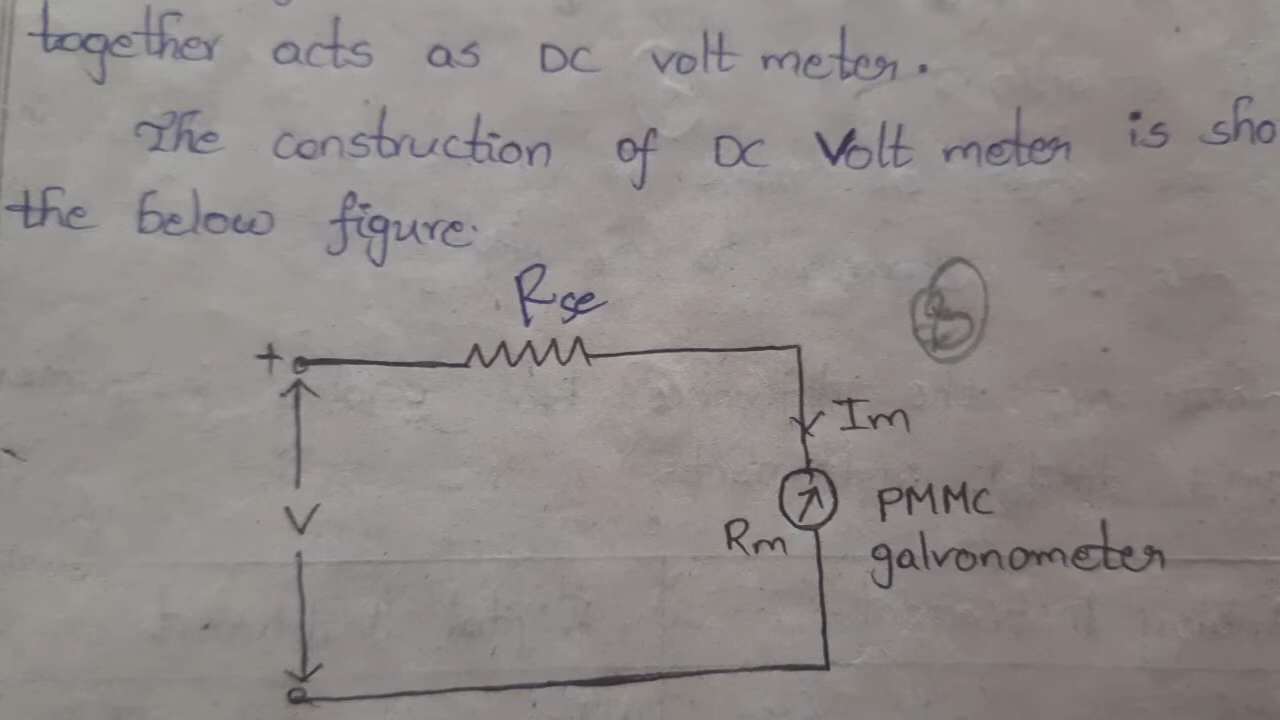 together acts as DC volt meter.
The construction of DC Volt meter is sho
the below figure.
Rse
+
Im
V
PMMC
Rm
galvonometer